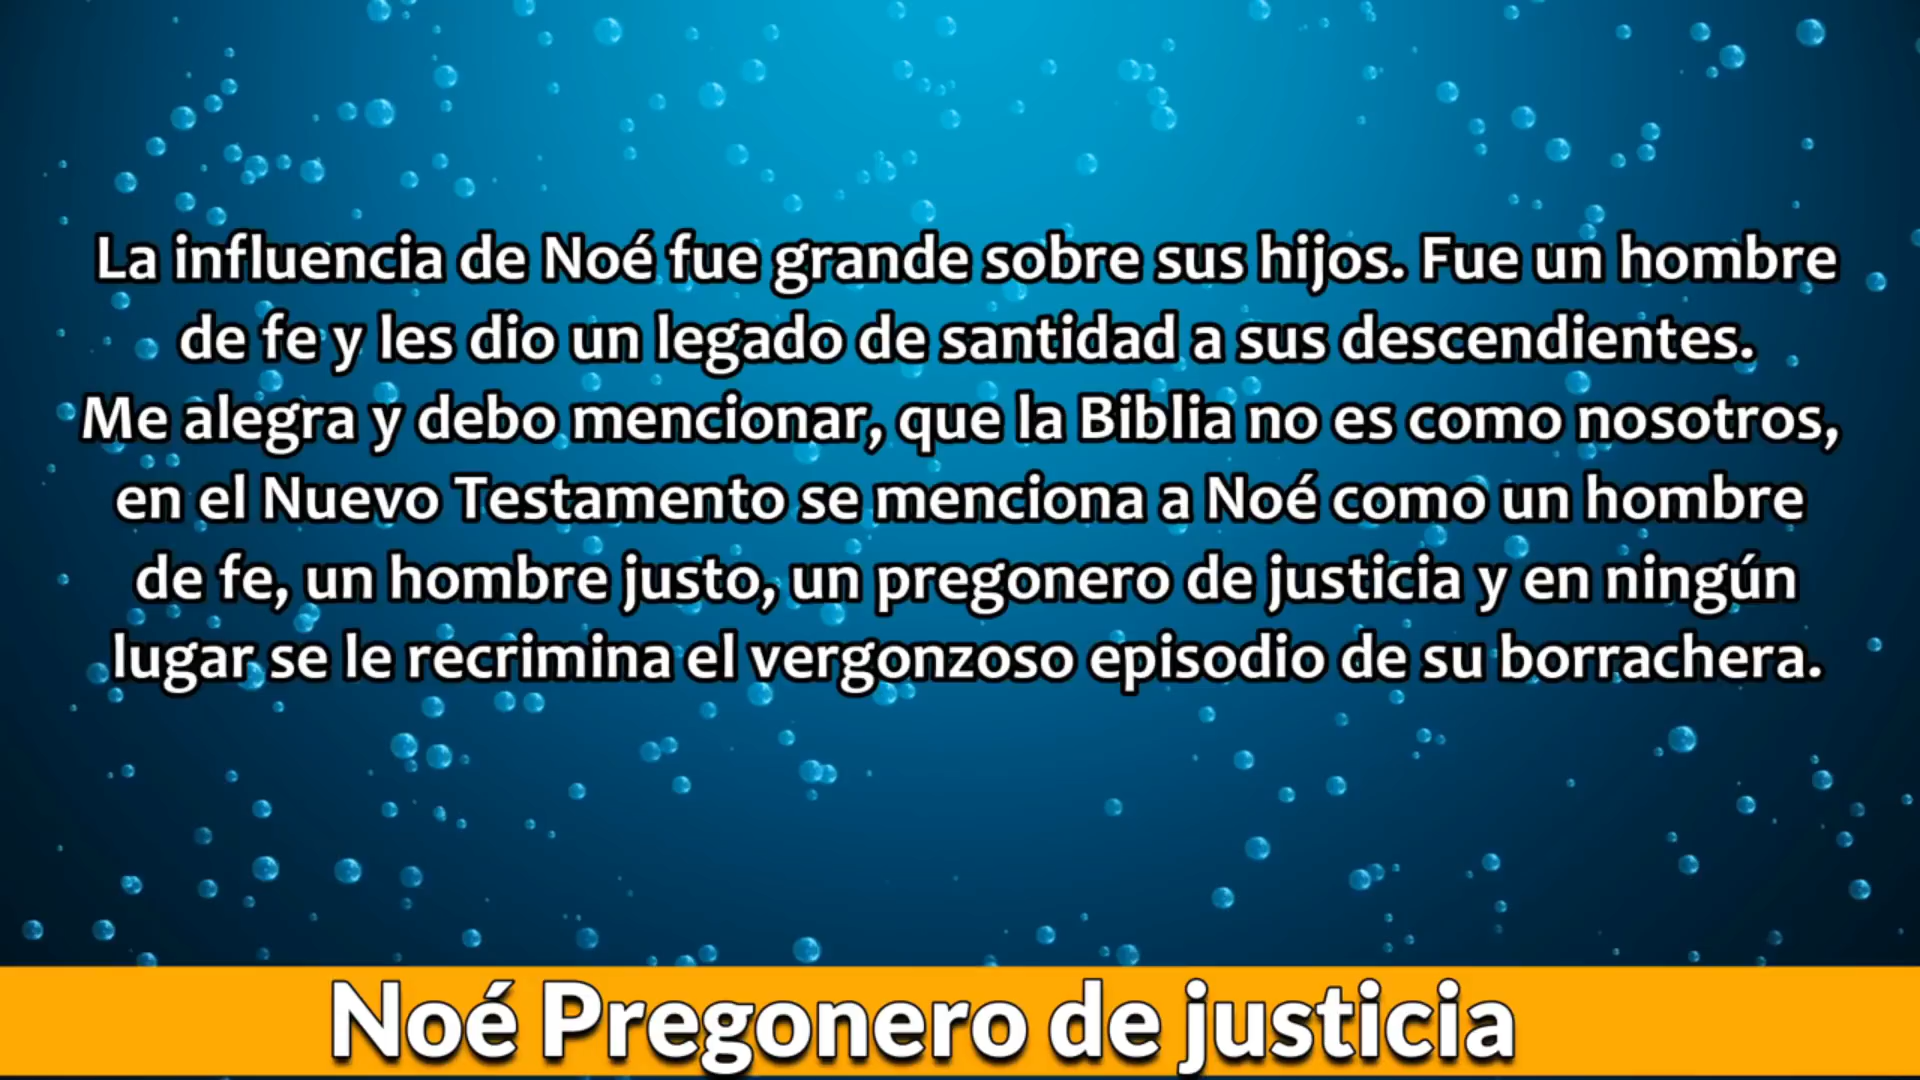 La influencia de Noé fue grande sobre sus hijos. Fue un hombre
de fe y les dio un legado de santidad a sus descendientes.
Me alegra y debo mencionar, que la Biblia no es como nosotros,
en el Nuevo Testamento se menciona a Noé como un hombre
de fe, un hombre justo, un pregonero de justicia y en ningún
lugar se le recrimina el vergonzoso episodio de su borrachera.
Noé Pregonero de justicia